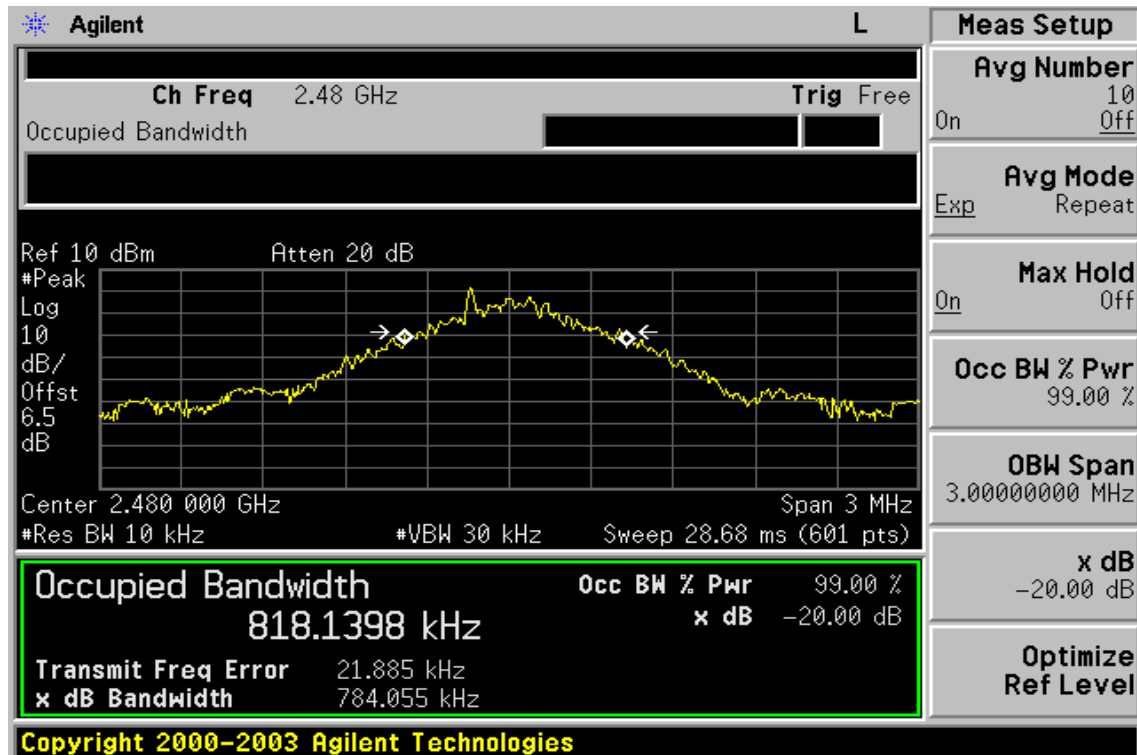 Agilent
L
Meas Setup
Ch Freq 2.48 GHz
Trig Free
Occupied Bandwidth
Ref 10 dBm
Atten 20 dB
#Peak
Log
10
dB/
Offst
6.5
dB
Center 2.480 000 GHz
Span 3 MHz
#Res BW 10 kHz
#VBW 30 kHz
Sweep 28.68 ms (601 pts)
Occupied Bandwidth
818.1398 kHz
Occ BW % Pwr 99.00 %
x dB -20.00 dB
Transmit Freq Error 21.885 kHz
x dB Bandwidth 784.055 kHz
Avg Number
10
On Off
Avg Mode
Exp Repeat
Max Hold
On Off
Occ BW % Pwr
99.00 %
OBW Span
3.00000000 MHz
x dB
-20.00 dB
Optimize
Ref Level
Copyright 2000-2003 Agilent Technologies